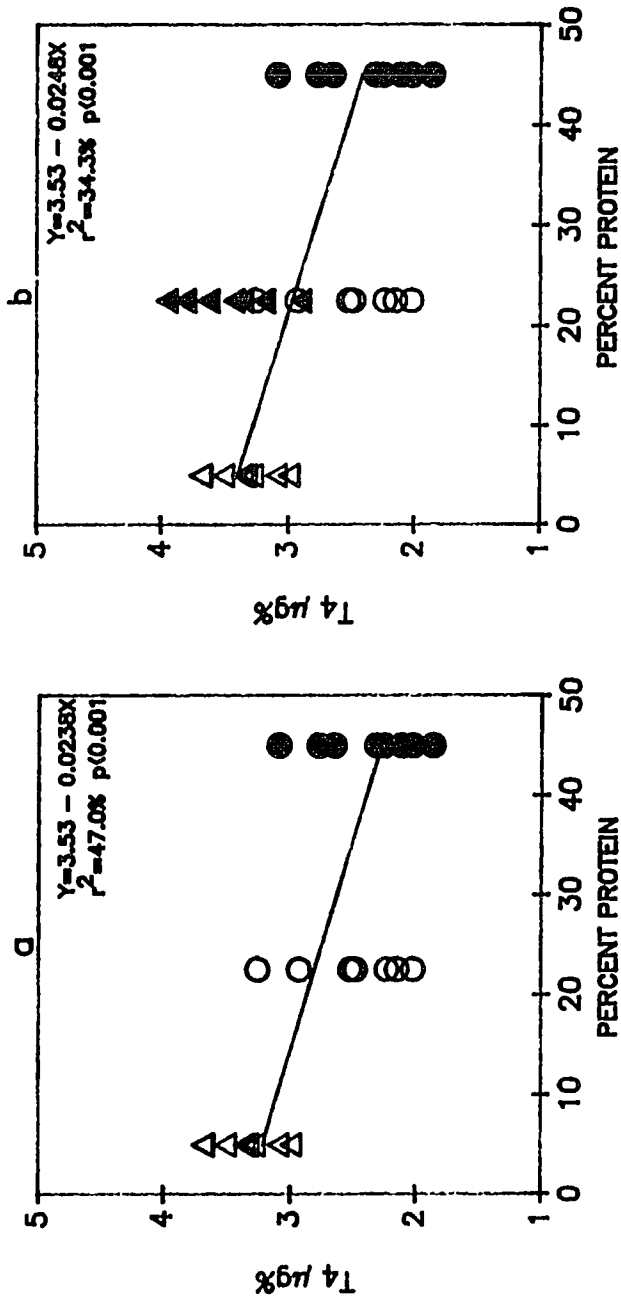 a
Y=3.53 − 0.0238X
r²=47.0% p<0.001
5
4
3
2
1
T₄ µg%
0 10 20 30 40 50
PERCENT PROTEIN
b
Y=3.53 − 0.0248X
r²=34.3% p<0.001
5
4
3
2
1
T₄ µg%
0 10 20 30 40 50
PERCENT PROTEIN